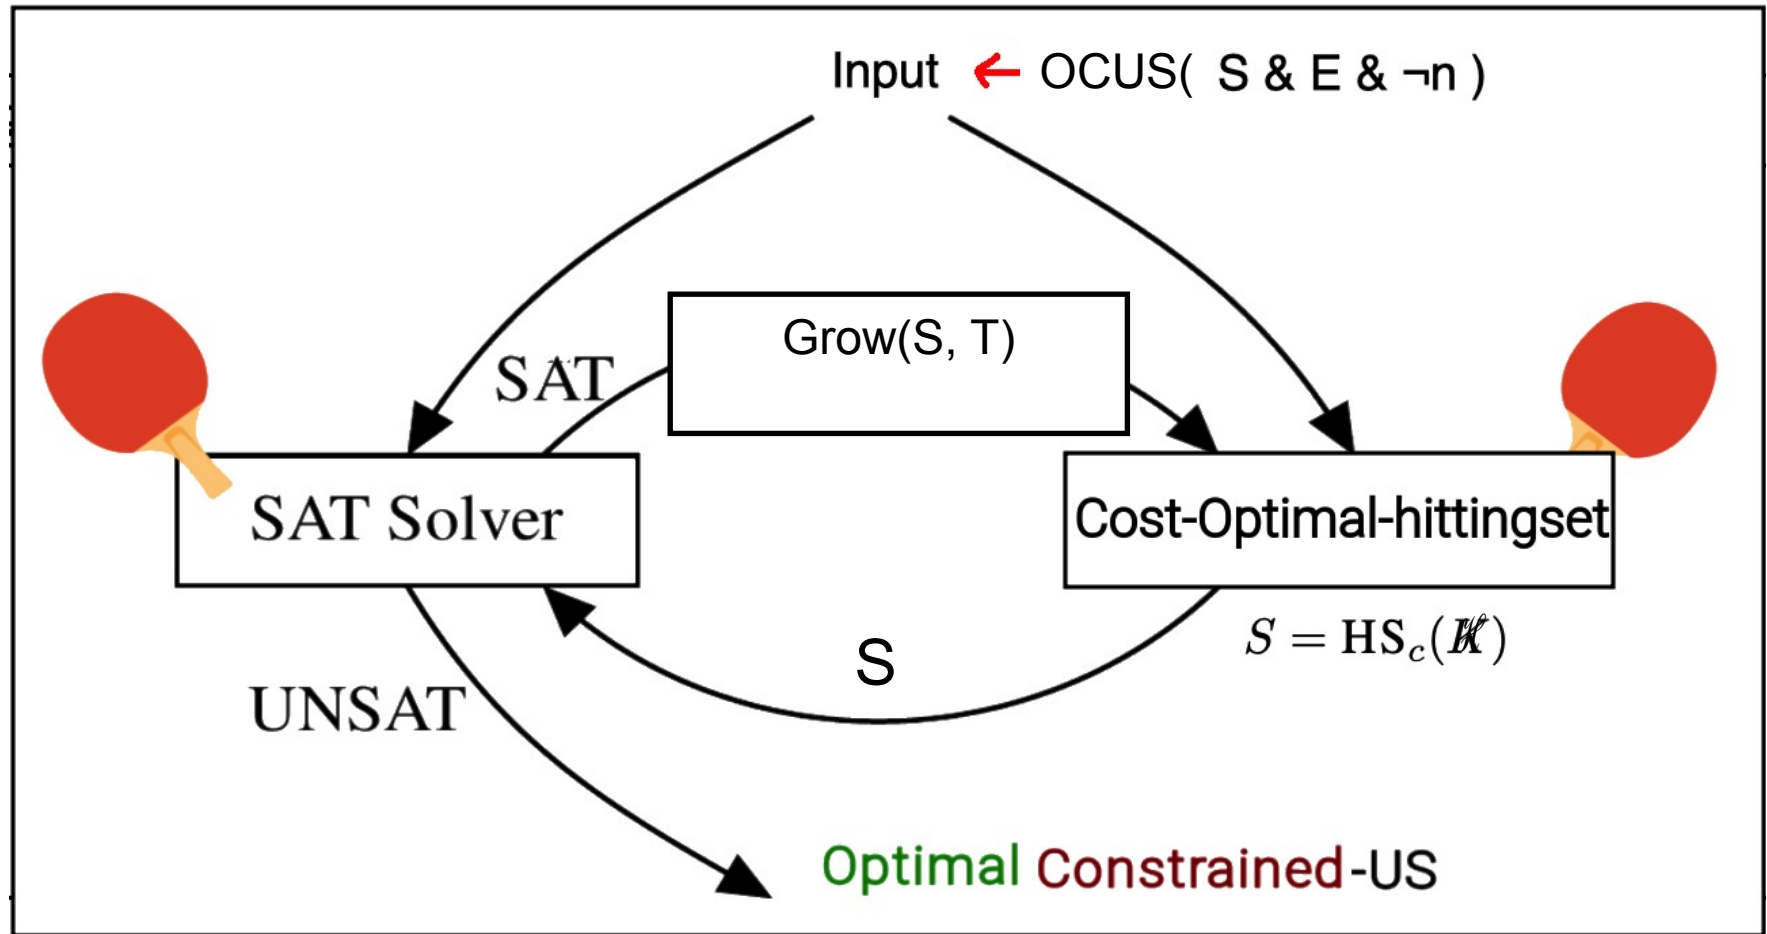 Input ← OCUS( S & E & ¬n )
Grow(S, T)
SAT
SAT Solver
Cost-Optimal-hittingset
S = HS_c(
S
UNSAT
Optimal Constrained-US